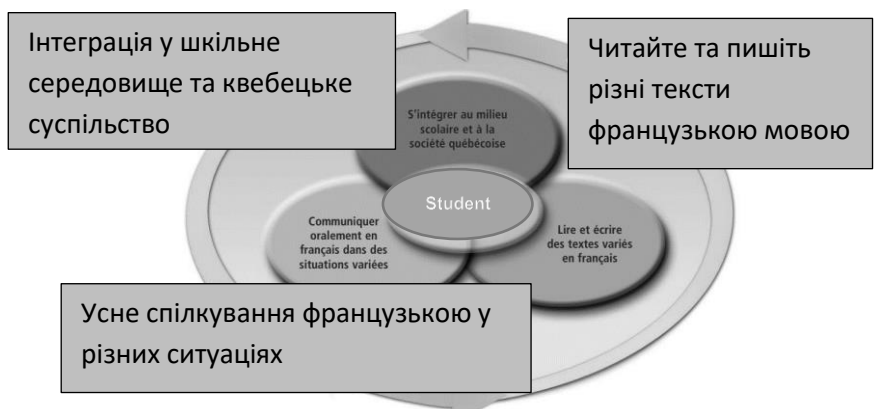 Інтеграція у шкільне
середовище та квебецьке
суспільство
Читайте та пишіть
різні тексти
французькою мовою
S'intégrer au milieu
scolaire et à la
société québécoise
Student
Communiquer
oralement en
français dans des
situations variées
Lire et écrire
des textes variés
en français
Усне спілкування французькою у
різних ситуаціях